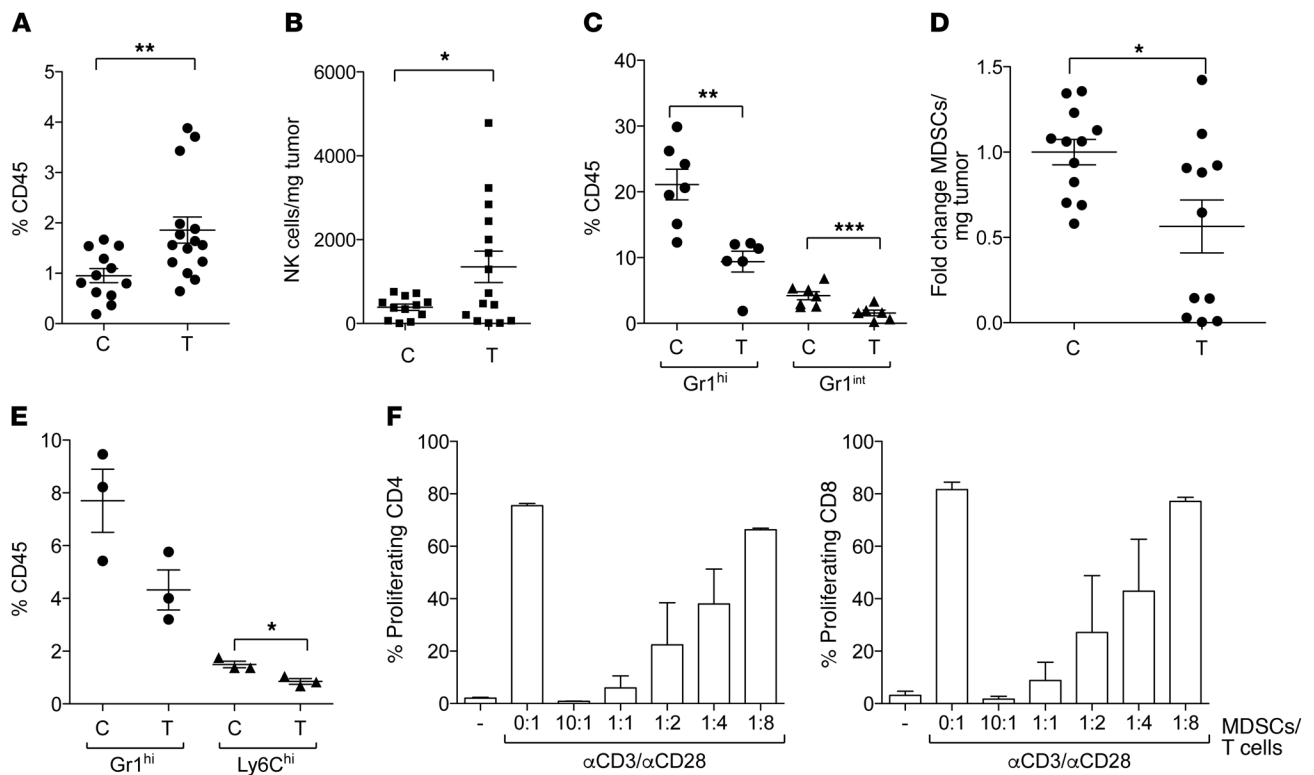 A
**
% CD45
5
4
3
2
1
0
C
T
B
*
NK cells/mg tumor
6000
4000
2000
0
C
T
C
**
***
% CD45
40
30
20
10
0
C
T
C
T
Gr1hi
Gr1int
D
*
Fold change MDSCs/
mg tumor
1.5
1.0
0.5
0.0
C
T
E
*
% CD45
10
8
6
4
2
0
C
T
C
T
Gr1hi
Ly6Chi
F
% Proliferating CD4
100
80
60
40
20
0
- 0:1 10:1 1:1 1:2 1:4 1:8
αCD3/αCD28
% Proliferating CD8
100
80
60
40
20
0
- 0:1 10:1 1:1 1:2 1:4 1:8
αCD3/αCD28
MDSCs/
T cells